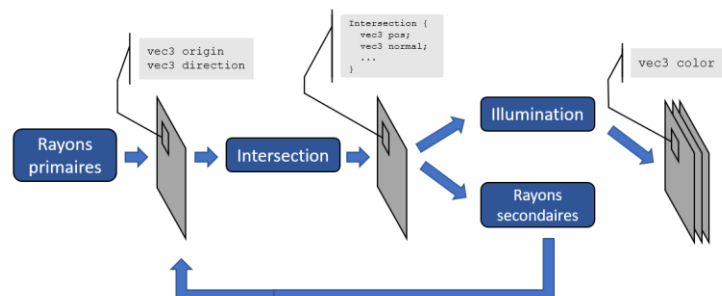 vec3 origin
vec3 direction
Intersection {
vec3 pos;
vec3 normal;
...
}
vec3 color
Rayons
primaires
Intersection
Illumination
Rayons
secondaires